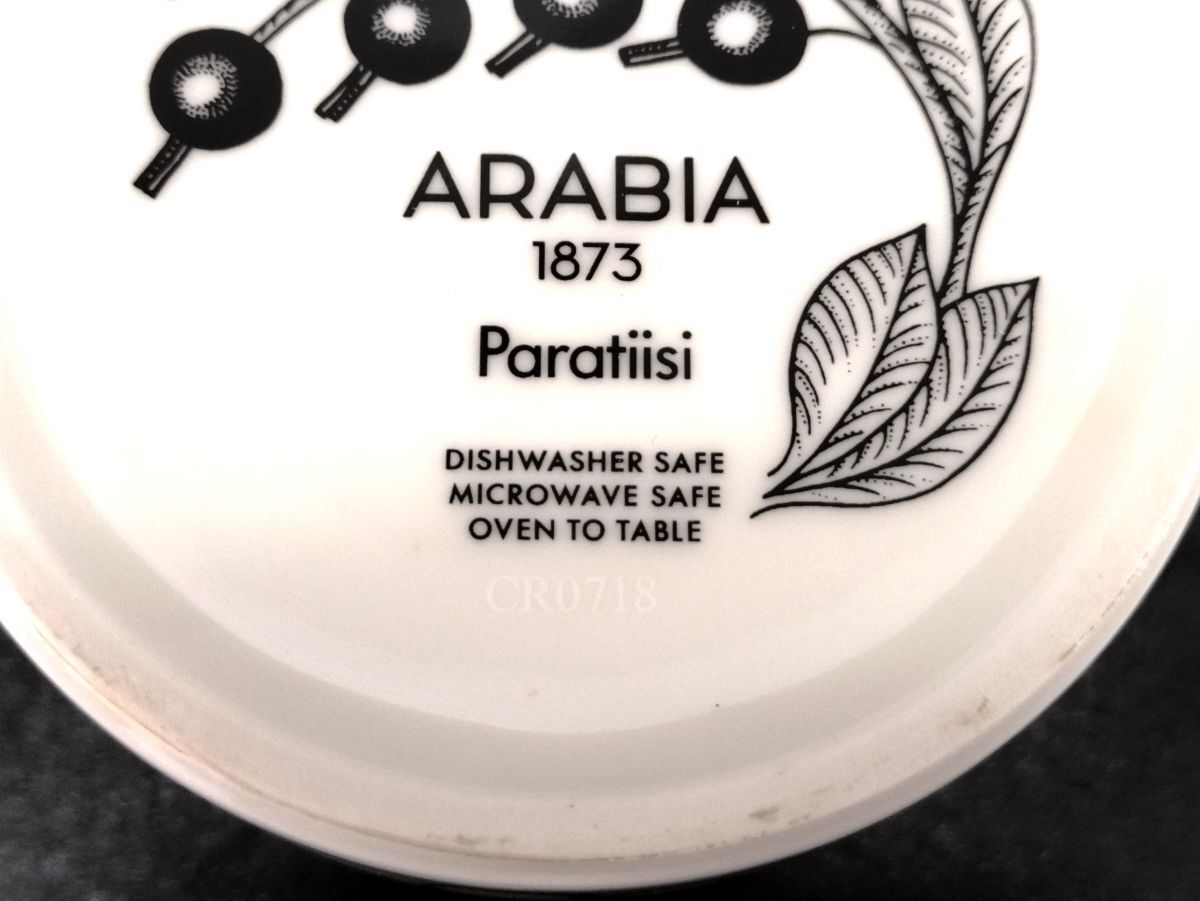 ARABIA
1873
Paratiisi
DISHWASHER SAFE
MICROWAVE SAFE
OVEN TO TABLE
CR0718